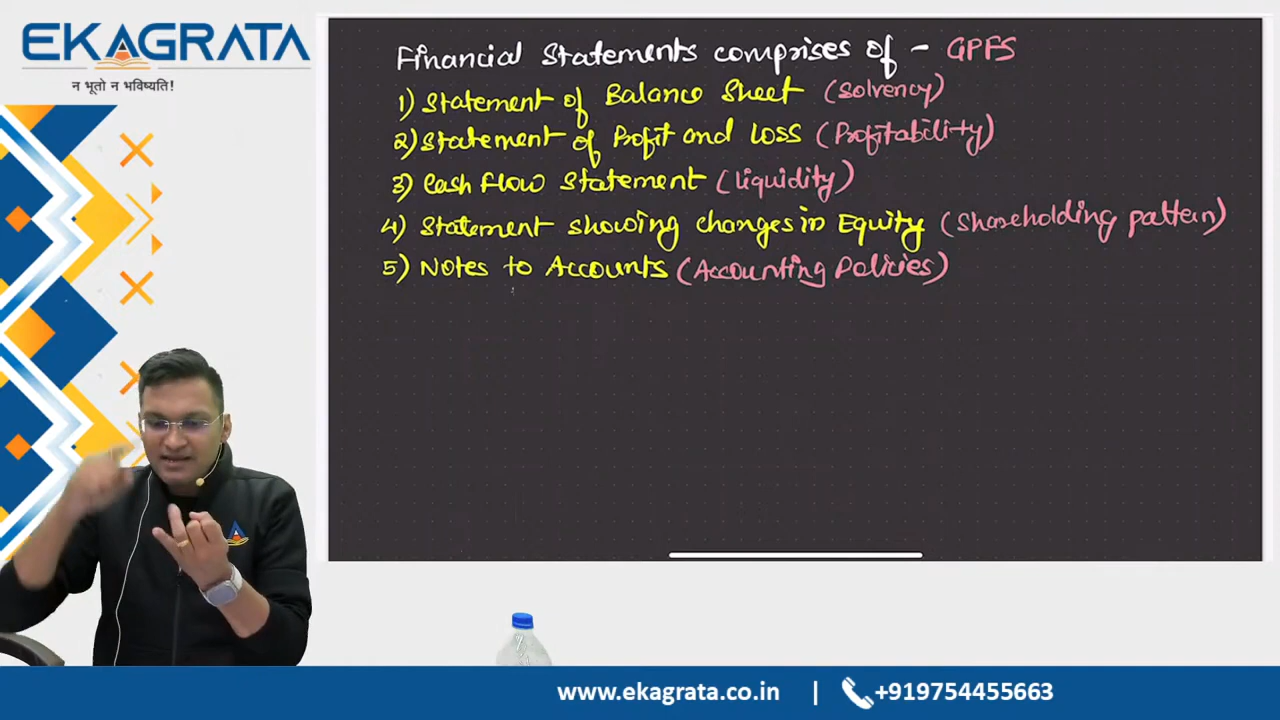 EKAGRATA
न भूतो न भविष्यति!
Financial Statements comprises of - GPFS
1) Statement of Balance Sheet (Solvency)
2) Statement of Profit and Loss (Profitability)
3) Cash Flow Statement (liquidity)
4) Statement showing changes in Equity (Shareholding pattern)
5) Notes to Accounts (Accounting Policies)
www.ekagrata.co.in | +919754455663